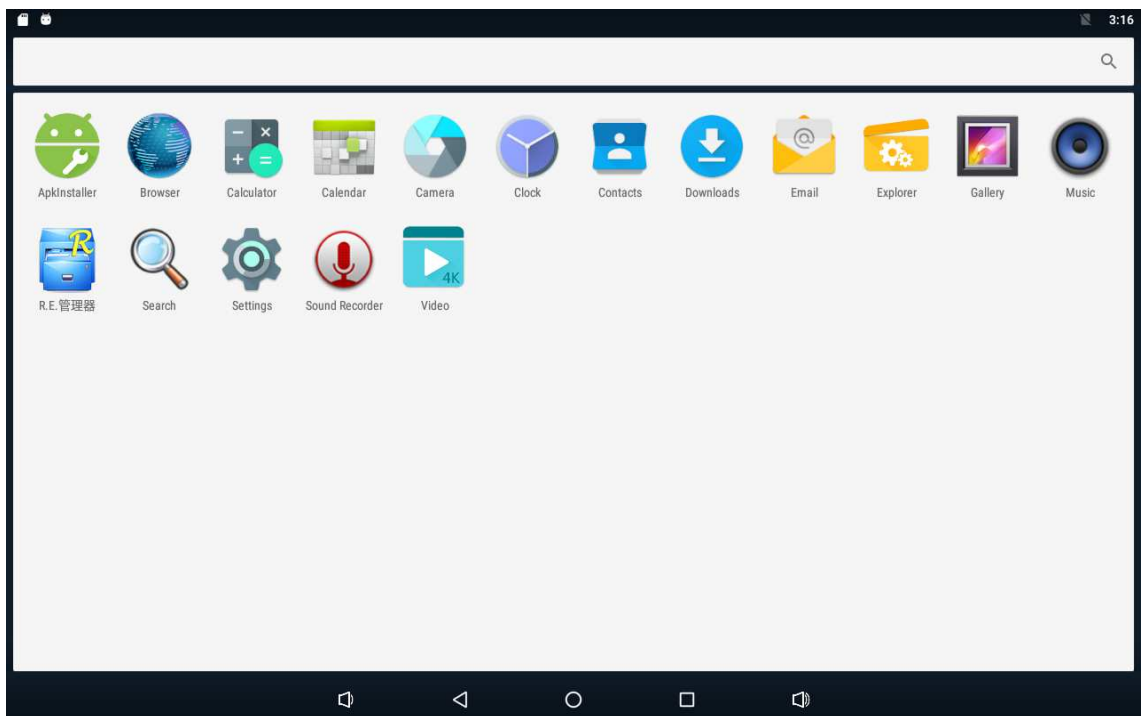 3:16
ApkInstaller Browser Calculator Calendar Camera Clock Contacts Downloads Email Explorer Gallery Music
R.E.管理器 Search Settings Sound Recorder 4K Video